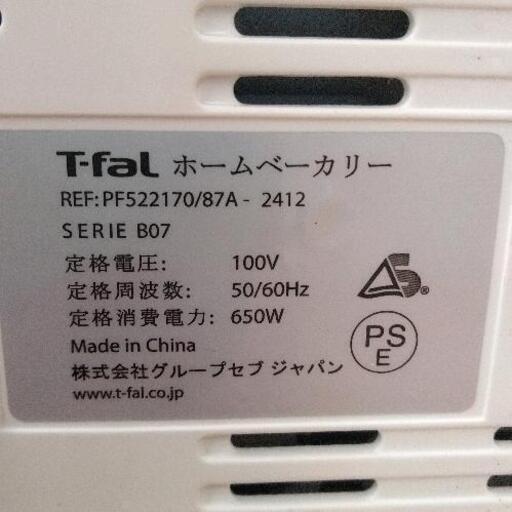 T-fal ホームベーカリー
REF: PF522170/87A - 2412
SERIE B07
定格電圧: 100V
定格周波数: 50/60Hz
定格消費電力: 650W
Made in China
株式会社グループセブ ジャパン
www.t-fal.co.jp
S
®
PS
E